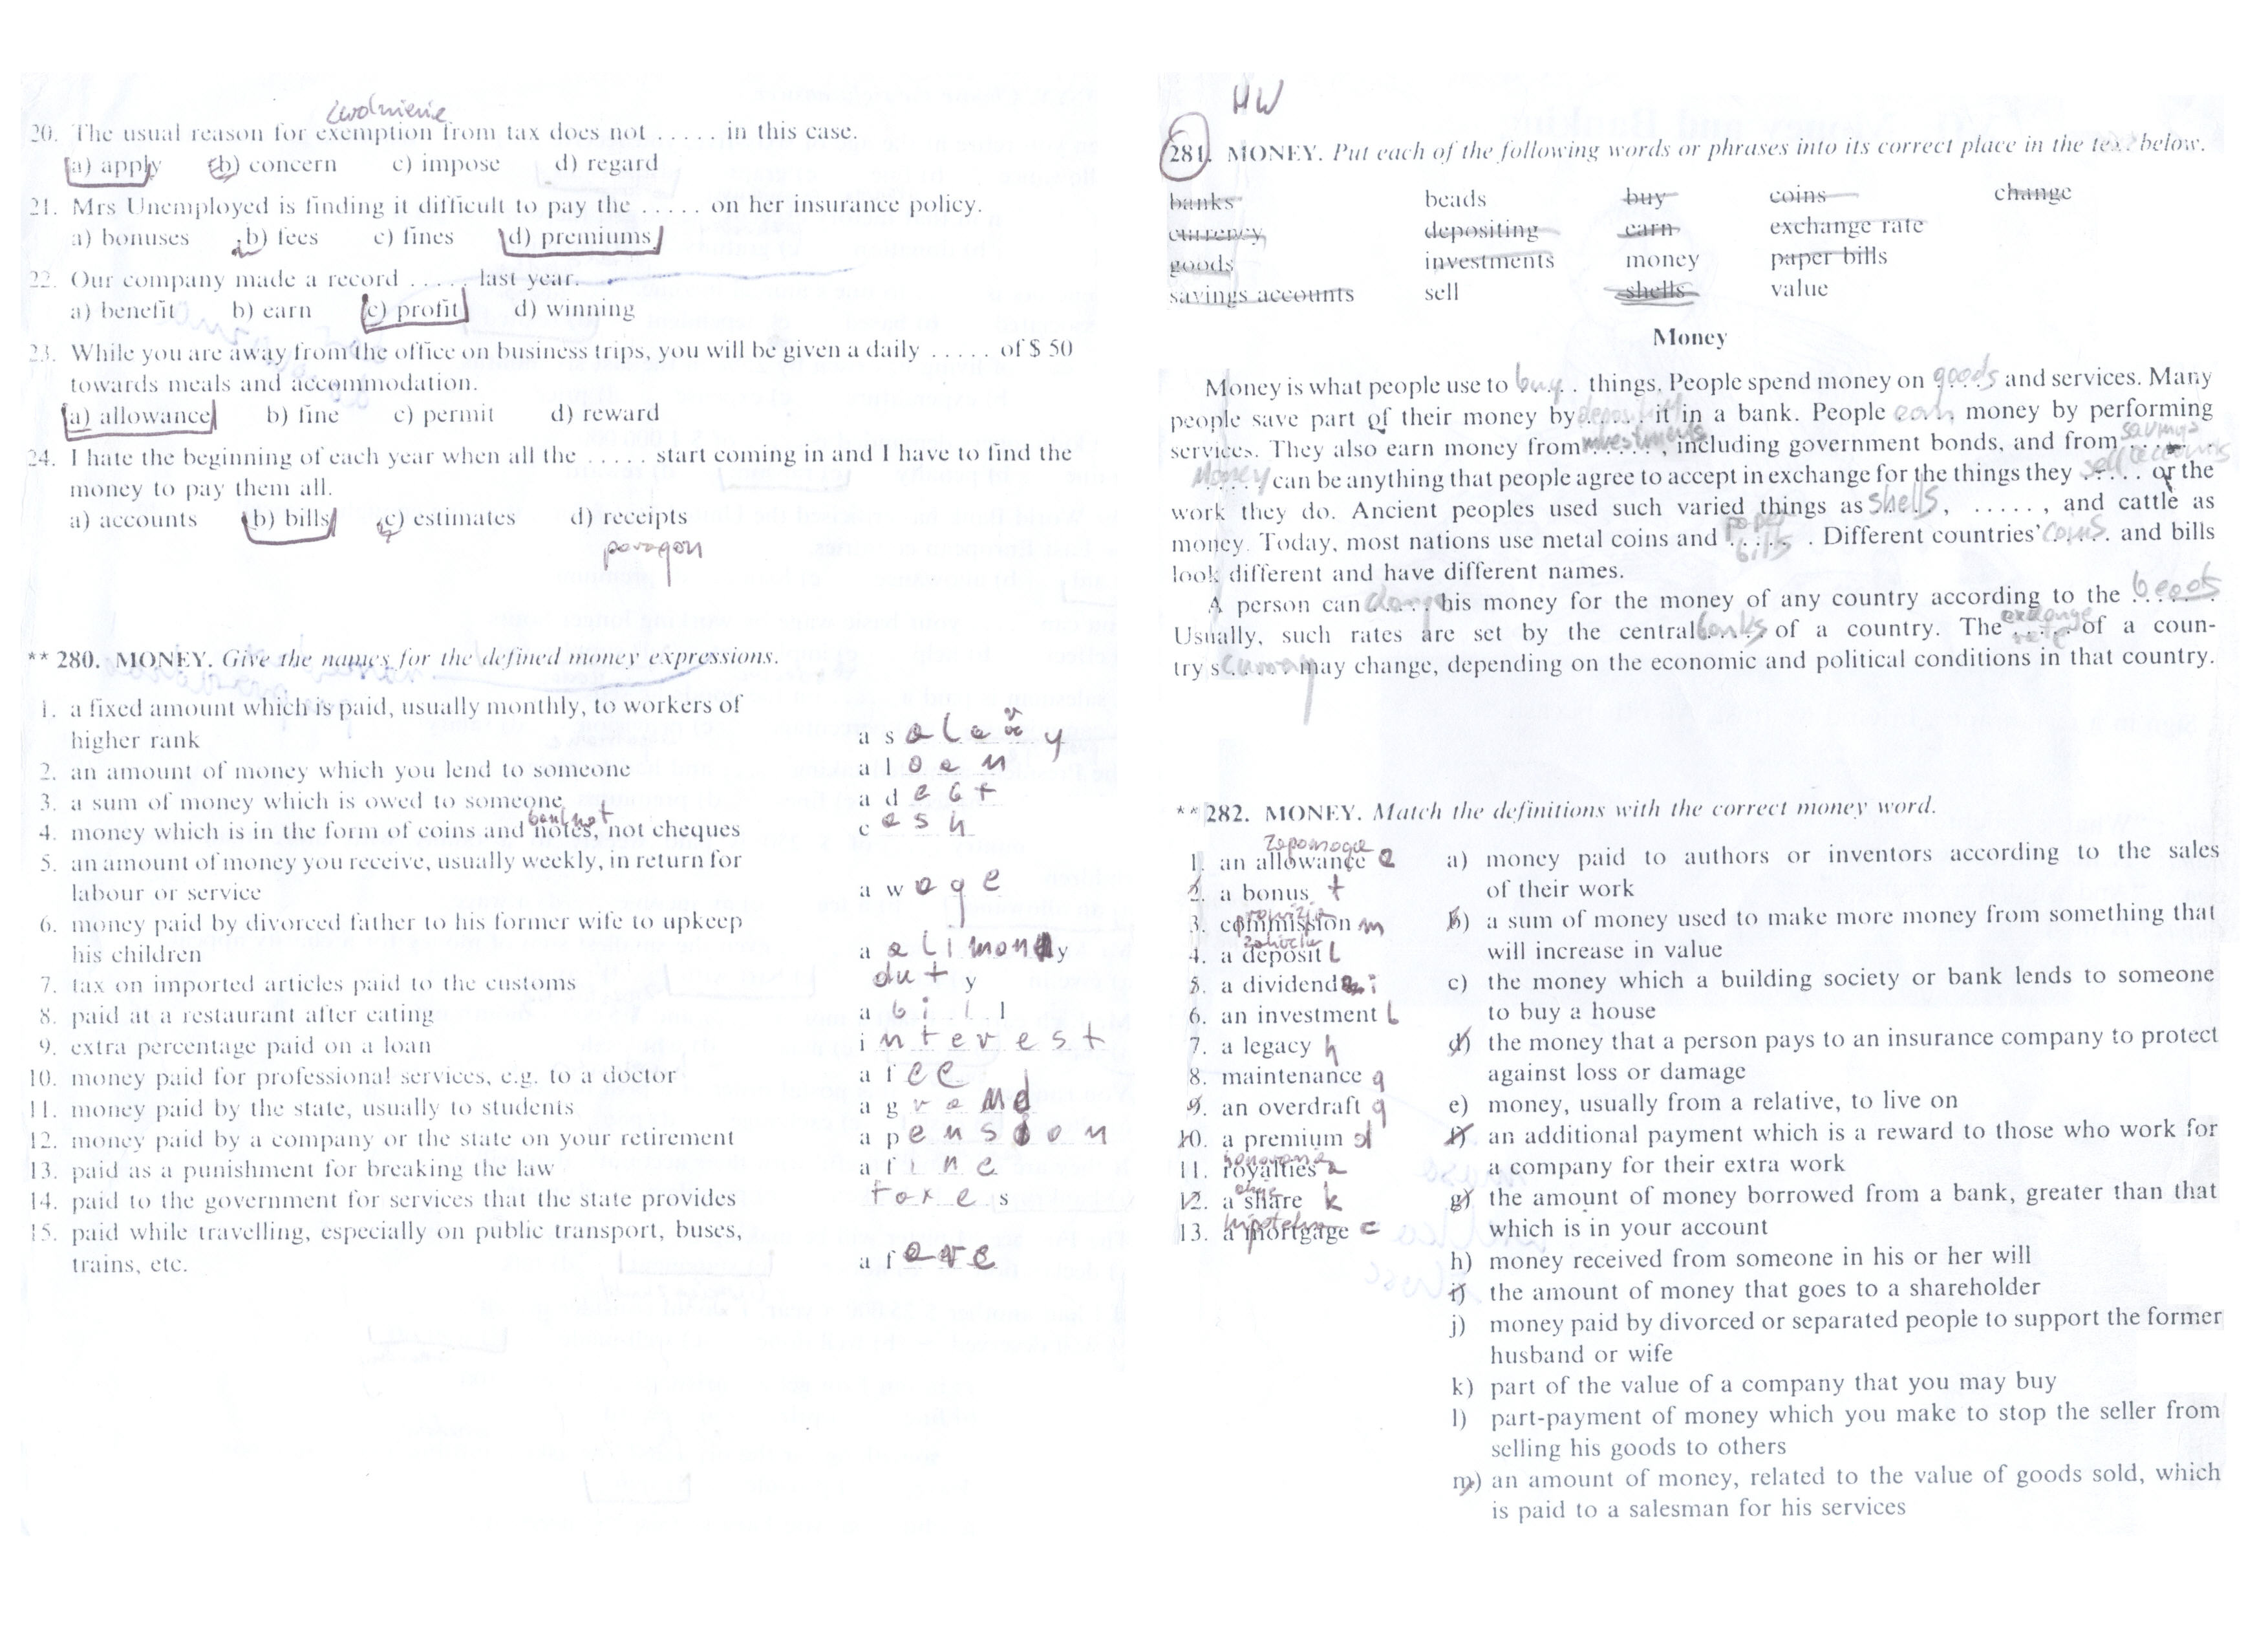 zwolnienie
20. The usual reason for exemption from tax does not ..... in this case.
a) apply b) concern c) impose d) regard
21. Mrs Unemployed is finding it difficult to pay the ..... on her insurance policy.
a) bonuses b) fees c) fines d) premiums
22. Our company made a record ..... last year.
a) benefit b) earn c) profit d) winning
23. While you are away from the office on business trips, you will be given a daily ..... of $ 50
towards meals and accommodation.
a) allowance b) fine c) permit d) reward
24. I hate the beginning of each year when all the ..... start coming in and I have to find the
money to pay them all.
a) accounts b) bills c) estimates d) receipts
paragon
** 280. MONEY. Give the names for the defined money expressions.
1. a fixed amount which is paid, usually monthly, to workers of
higher rank a salary
2. an amount of money which you lend to someone a loan
3. a sum of money which is owed to someone a debt
banknot
4. money which is in the form of coins and notes, not cheques cash
5. an amount of money you receive, usually weekly, in return for
labour or service a wage
6. money paid by divorced father to his former wife to upkeep
his children a alimony
7. tax on imported articles paid to the customs duty
8. paid at a restaurant after eating a bill
9. extra percentage paid on a loan interest
10. money paid for professional services, e.g. to a doctor a fee
11. money paid by the state, usually to students a grand
12. money paid by a company or the state on your retirement a pension
13. paid as a punishment for breaking the law a fine
14. paid to the government for services that the state provides taxes
15. paid while travelling, especially on public transport, buses,
trains, etc. a fare
HW
281. MONEY. Put each of the following words or phrases into its correct place in the text below.
banks beads buy coins change
currency depositing earn exchange rate
goods investments money paper bills
savings accounts sell shells value
Money
Money is what people use to buy things. People spend money on goods and services. Many
people save part of their money by depositing it in a bank. People earn money by performing
services. They also earn money from investments, including government bonds, and from savings
accounts
Money can be anything that people agree to accept in exchange for the things they sell or the
work they do. Ancient peoples used such varied things as shells, ......, and cattle as
money. Today, most nations use metal coins and paper bills. Different countries' coins and bills
look different and have different names.
A person can change his money for the money of any country according to the beads.
Usually, such rates are set by the central banks of a country. The exchange of a coun-
try's currency may change, depending on the economic and political conditions in that country.
** 282. MONEY. Match the definitions with the correct money word.
zapomoga
1. an allowance e
2. a bonus f
prowizja
3. commission m
4. a deposit l
5. a dividend i
6. an investment b
7. a legacy h
8. maintenance g
9. an overdraft g
10. a premium d
11. royalties a
12. a share k
hipoteka
13. a mortgage c
a) money paid to authors or inventors according to the sales
of their work
b) a sum of money used to make more money from something that
will increase in value
c) the money which a building society or bank lends to someone
to buy a house
d) the money that a person pays to an insurance company to protect
against loss or damage
e) money, usually from a relative, to live on
f) an additional payment which is a reward to those who work for
a company for their extra work
g) the amount of money borrowed from a bank, greater than that
which is in your account
h) money received from someone in his or her will
i) the amount of money that goes to a shareholder
j) money paid by divorced or separated people to support the former
husband or wife
k) part of the value of a company that you may buy
l) part-payment of money which you make to stop the seller from
selling his goods to others
m) an amount of money, related to the value of goods sold, which
is paid to a salesman for his services